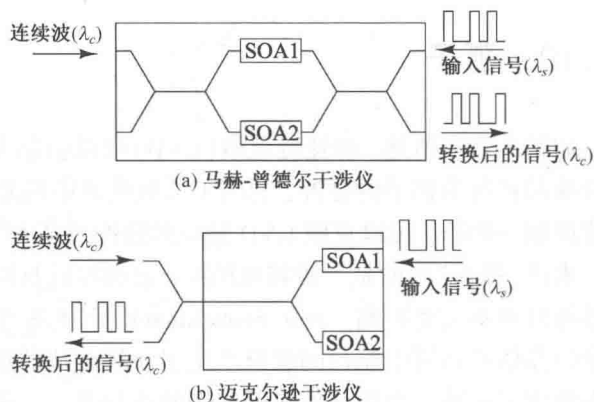 连续波(λc)
SOA1
SOA2
输入信号(λs)
转换后的信号(λc)
(a) 马赫-曾德尔干涉仪
连续波(λc)
转换后的信号(λc)
SOA1
SOA2
输入信号(λs)
(b) 迈克尔逊干涉仪